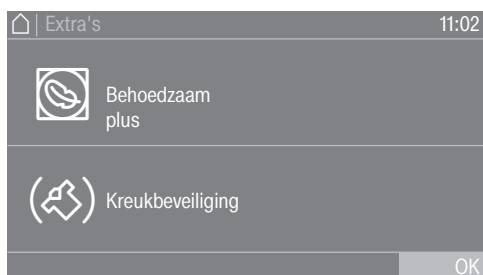 | Extra's 11:02
Behoedzaam
plus
Kreukbeveiliging
OK